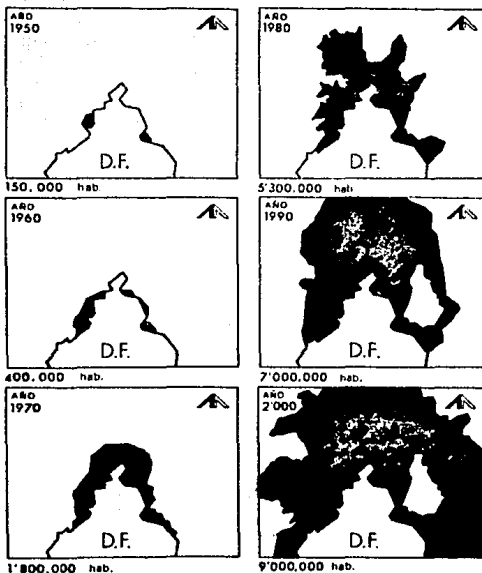 AÑO
1950
D.F.
150,000 hab.
AÑO
1960
D.F.
400,000 hab.
AÑO
1970
D.F.
1'800,000 hab.
AÑO
1980
D.F.
5'300,000 hab.
AÑO
1990
D.F.
7'000,000 hab.
AÑO
2'000
D.F.
9'000,000 hab.